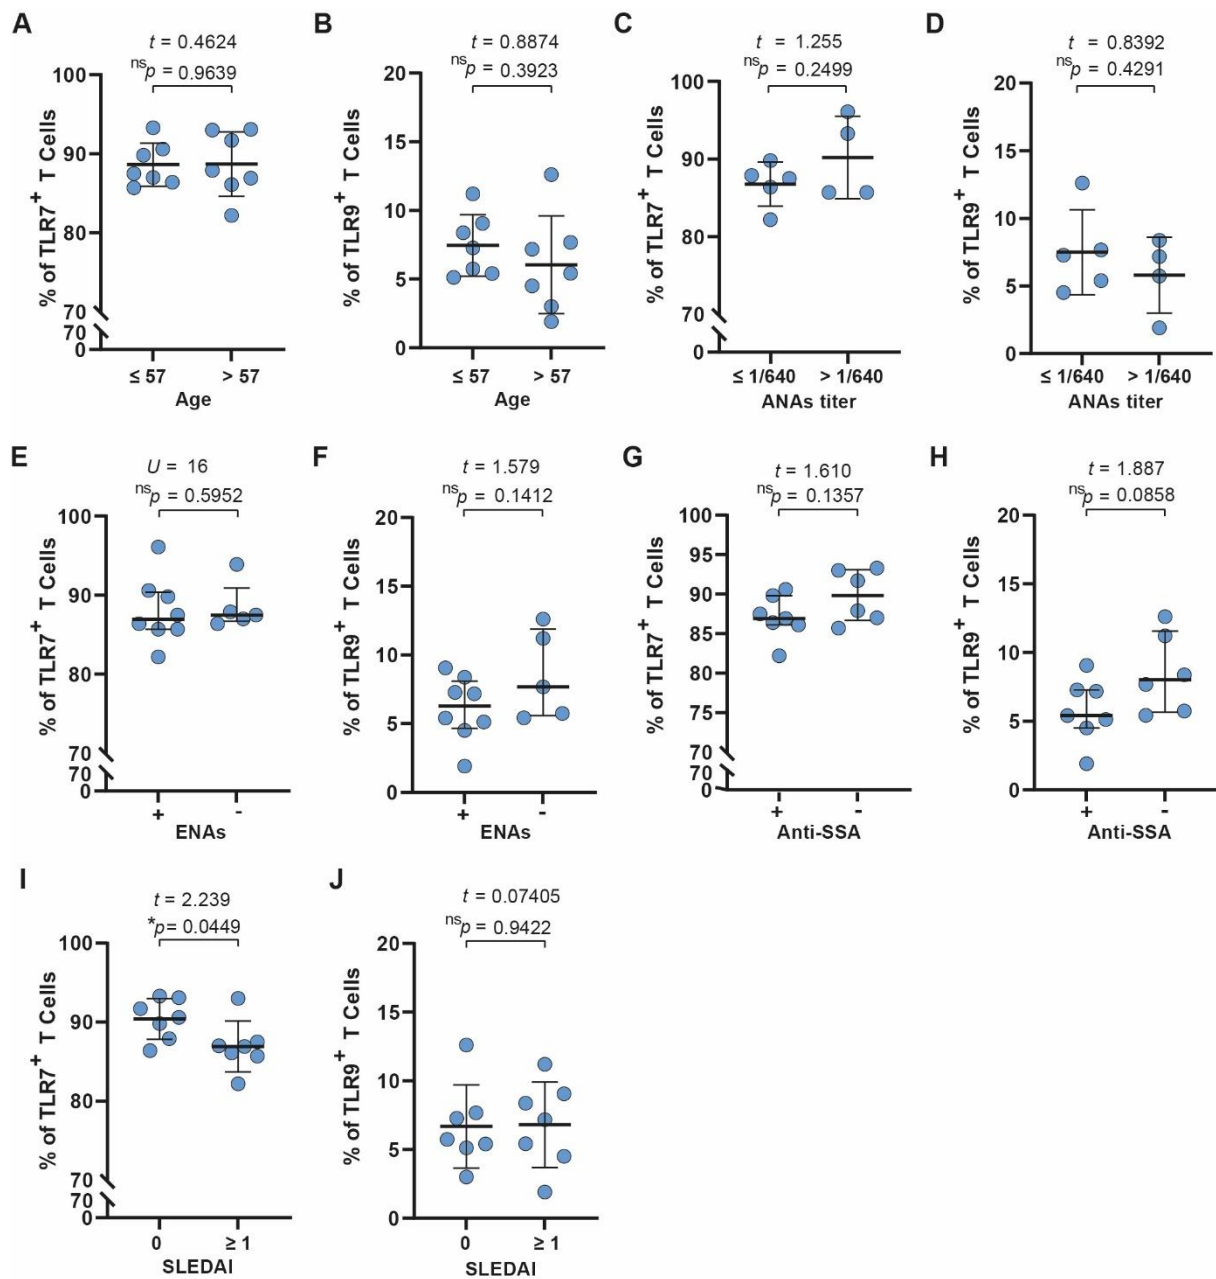 A
t = 0.4624
ns p = 0.9639
% of TLR7+ T Cells
100
90
80
70
70
0
≤ 57
> 57
Age
B
t = 0.8874
ns p = 0.3923
% of TLR9+ T Cells
20
15
10
5
0
≤ 57
> 57
Age
C
t = 1.255
ns p = 0.2499
% of TLR7+ T Cells
100
90
80
70
0
≤ 1/640
> 1/640
ANAs titer
D
t = 0.8392
ns p = 0.4291
% of TLR9+ T Cells
20
15
10
5
0
≤ 1/640
> 1/640
ANAs titer
E
U = 16
ns p = 0.5952
% of TLR7+ T Cells
100
90
80
70
70
0
+
-
ENAs
F
t = 1.579
ns p = 0.1412
% of TLR9+ T Cells
20
15
10
5
0
+
-
ENAs
G
t = 1.610
ns p = 0.1357
% of TLR7+ T Cells
100
95
90
85
80
75
70
70
0
+
-
Anti-SSA
H
t = 1.887
ns p = 0.0858
% of TLR9+ T Cells
20
15
10
5
0
+
-
Anti-SSA
I
t = 2.239
*p= 0.0449
% of TLR7+ T Cells
100
90
80
70
70
0
0
≥ 1
SLEDAI
J
t = 0.07405
ns p = 0.9422
% of TLR9+ T Cells
20
15
10
5
0
0
≥ 1
SLEDAI